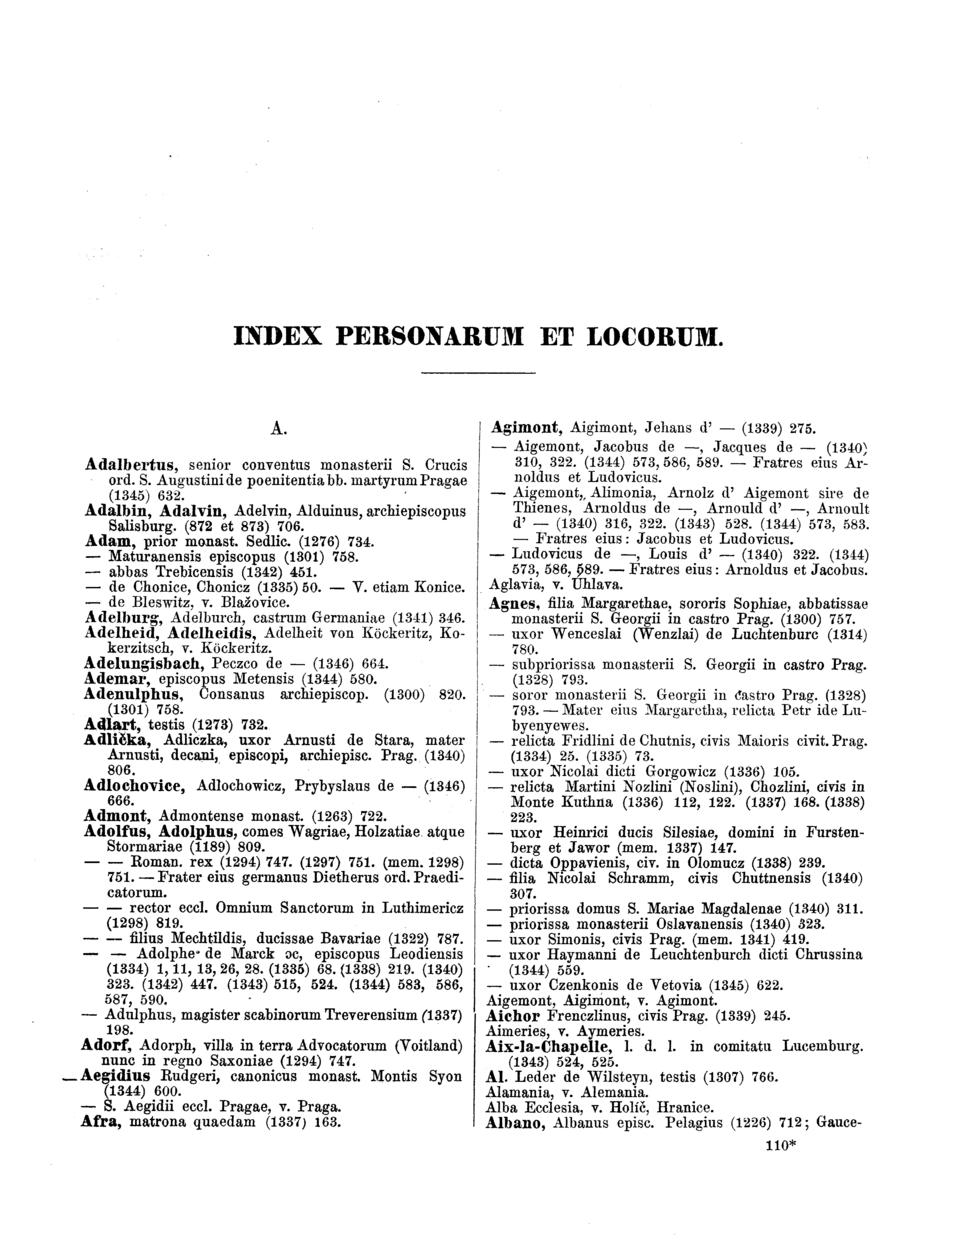 INDEX PERSONARUM ET LOCORUM.
A.
Adalbertus, senior conventus monasterii S. Crucis
ord. S. Augustini de poenitentia bb. martyrum Pragae
(1345) 632.
Adalbin, Adalvin, Adelvin, Alduinus, archiepiscopus
Salisburg. (872 et 873) 706.
Adam, prior monast. Sedlic. (1276) 734.
— Maturanensis episcopus (1301) 758.
— abbas Trebicensis (1342) 451.
— de Chonice, Chonicz (1335) 50. — V. etiam Konice.
— de Bleswitz, v. Blažovice.
Adelburg, Adelburch, castrum Germaniae (1341) 346.
Adelheid, Adelheidis, Adelheit von Köckeritz, Ko-
kerzitsch, v. Köckeritz.
Adelungisbach, Peczco de — (1346) 664.
Ademar, episcopus Metensis (1344) 580.
Adenulphus, Consanus archiepiscop. (1300) 820.
(1301) 758.
Adlart, testis (1273) 732.
Adlička, Adliczka, uxor Arnusti de Stara, mater
Arnusti, decani, episcopi, archiepisc. Prag. (1340)
806.
Adlochovice, Adlochowicz, Prybyslaus de — (1346)
666.
Admont, Admontense monast. (1263) 722.
Adolfus, Adolphus, comes Wagriae, Holzatiae atque
Stormariae (1189) 809.
— — Roman. rex (1294) 747. (1297) 751. (mem. 1298)
751. — Frater eius germanus Dietherus ord. Praedi-
catorum.
— — rector eccl. Omnium Sanctorum in Luthimericz
(1298) 819.
— — filius Mechtildis, ducissae Bavariae (1322) 787.
— — Adolphe de Marck oc, episcopus Leodiensis
(1334) 1, 11, 13, 26, 28. (1335) 68. (1338) 219. (1340)
323. (1342) 447. (1343) 515, 524. (1344) 583, 586,
587, 590.
— Adulphus, magister scabinorum Treverensium (1337)
198.
Adorf, Adorph, villa in terra Advocatorum (Voitland)
nunc in regno Saxoniae (1294) 747.
— Aegidius Rudgeri, canonicus monast. Montis Syon
(1344) 600.
— S. Aegidii eccl. Pragae, v. Praga.
Afra, matrona quaedam (1337) 163.
Agimont, Aigimont, Jehans d' — (1339) 275.
— Aigemont, Jacobus de —, Jacques de — (1340)
310, 322. (1344) 573, 586, 589. — Fratres eius Ar-
noldus et Ludovicus.
— Aigemont, Alimonia, Arnolz d' Aigemont sire de
Thienes, Arnoldus de —, Arnould d' —, Arnoult
d' — (1340) 316, 322. (1343) 528. (1344) 573, 583.
— Fratres eius: Jacobus et Ludovicus.
— Ludovicus de —, Louis d' — (1340) 322. (1344)
573, 586, 589. — Fratres eius: Arnoldus et Jacobus.
Aglavia, v. Uhlava.
Agnes, filia Margarethae, sororis Sophiae, abbatissae
monasterii S. Georgii in castro Prag. (1300) 757.
— uxor Wenceslai (Wenzlai) de Luchtenburc (1314)
780.
— subpriorissa monasterii S. Georgii in castro Prag.
(1328) 793.
— soror monasterii S. Georgii in castro Prag. (1328)
793. — Mater eius Margaretha, relicta Petr ide Lu-
byenyewes.
— relicta Fridlini de Chutnis, civis Maioris civit. Prag.
(1334) 25. (1335) 73.
— uxor Nicolai dicti Gorgowicz (1336) 105.
— relicta Martini Nozlini (Noslini), Chozlini, civis in
Monte Kuthna (1336) 112, 122. (1337) 168. (1338)
223.
— uxor Heinrici ducis Silesiae, domini in Fursten-
berg et Jawor (mem. 1337) 147.
— dicta Oppavienis, civ. in Olomucz (1338) 239.
— filia Nicolai Schramm, civis Chuttnensis (1340)
307.
— priorissa domus S. Mariae Magdalenae (1340) 311.
— priorissa monasterii Oslavanensis (1340) 323.
— uxor Simonis, civis Prag. (mem. 1341) 419.
— uxor Haymanni de Leuchtenburch dicti Chrussina
(1344) 559.
— uxor Czenkonis de Vetovia (1345) 622.
Aigemont, Aigimont, v. Agimont.
Aichor Frenczlinus, civis Prag. (1339) 245.
Aimeries, v. Aymeries.
Aix-la-Chapelle, l. d. l. in comitatu Lucemburg.
(1343) 524, 525.
Al. Leder de Wilsteyn, testis (1307) 766.
Alamania, v. Alemania.
Alba Ecclesia, v. Holíč, Hranice.
Albano, Albanus episc. Pelagius (1226) 712; Gauce-
110*